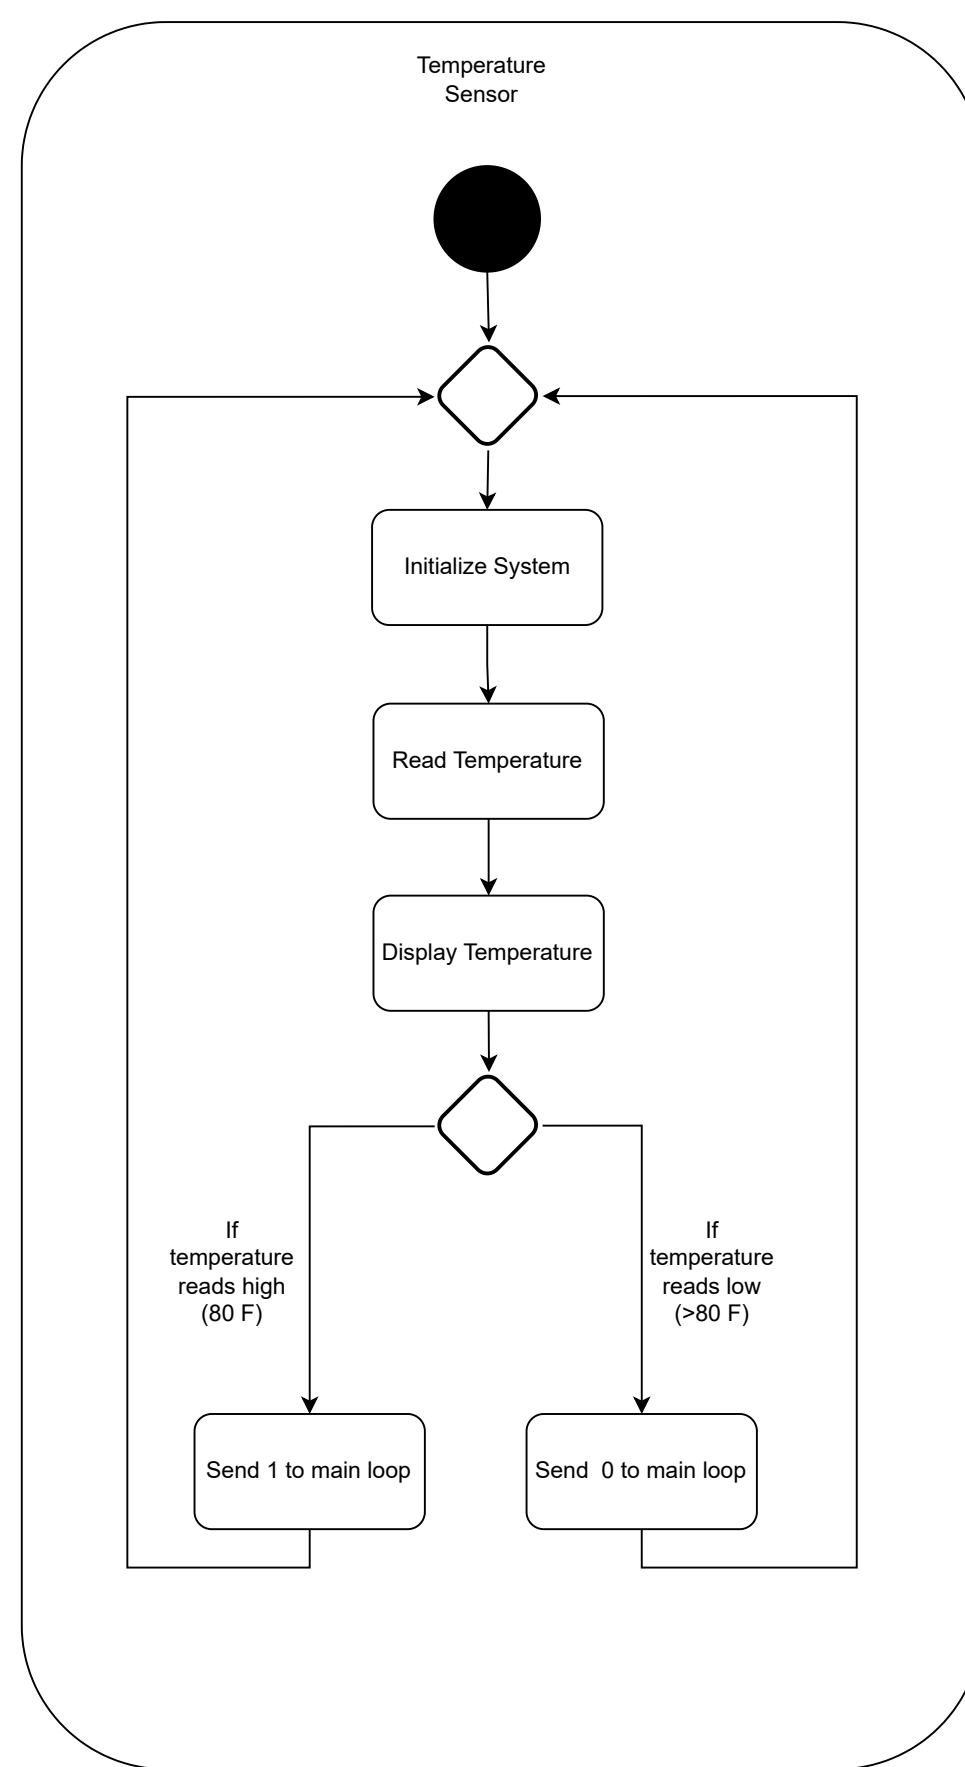 Temperature
Sensor
Initialize System
Read Temperature
Display Temperature
If
temperature
reads high
(80 F)
If
temperature
reads low
(>80 F)
Send 1 to main loop
Send  0 to main loop